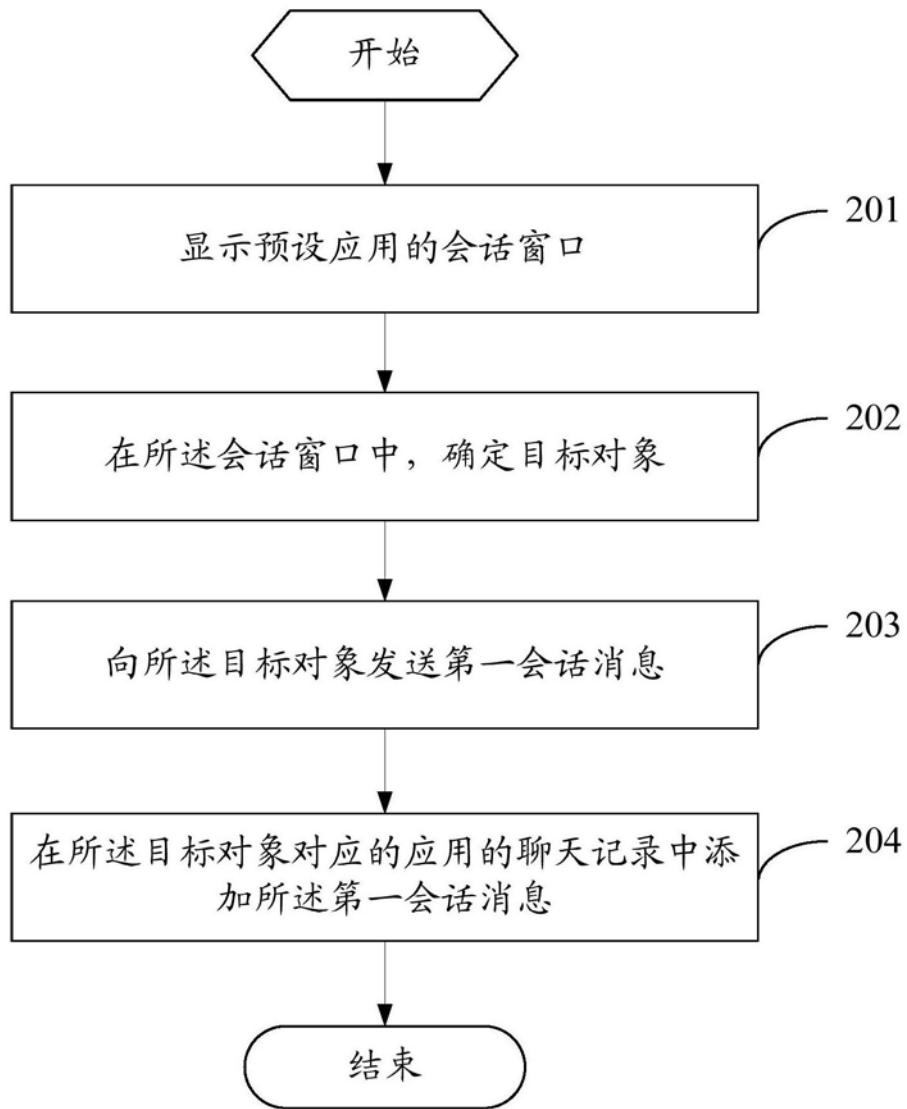 开始
显示预设应用的会话窗口
201
在所述会话窗口中，确定目标对象
202
向所述目标对象发送第一会话消息
203
在所述目标对象对应的应用的聊天记录中添
加所述第一会话消息
204
结束